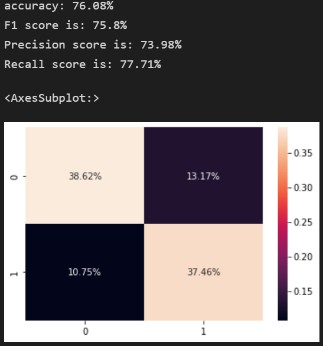 accuracy: 76.08%
F1 score is: 75.8%
Precision score is: 73.98%
Recall score is: 77.71%
<AxesSubplot:>
0
38.62%
13.17%
1
10.75%
37.46%
0
1
0.35
0.30
0.25
0.20
0.15